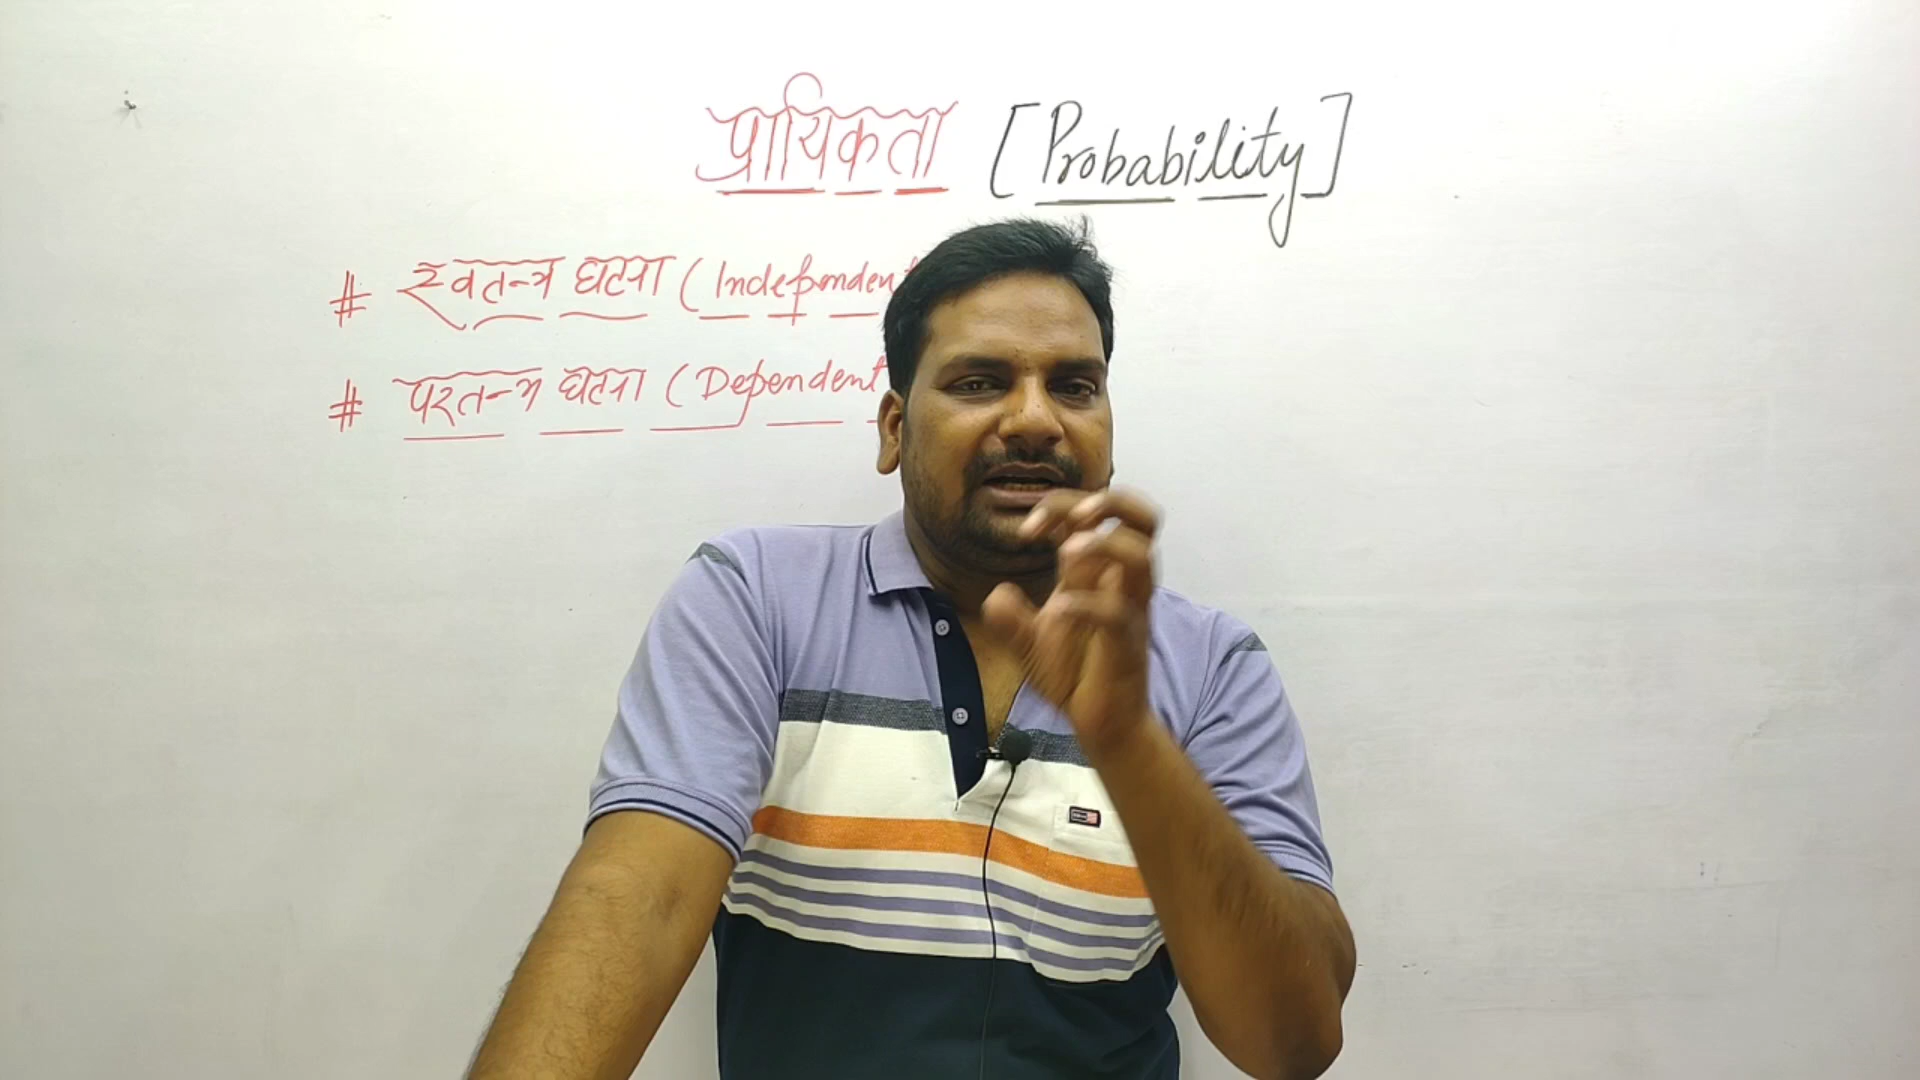 प्रायिकता [Probability]
# स्वतन्त्र घटना (Independent
# परतन्त्र घटना (Dependent